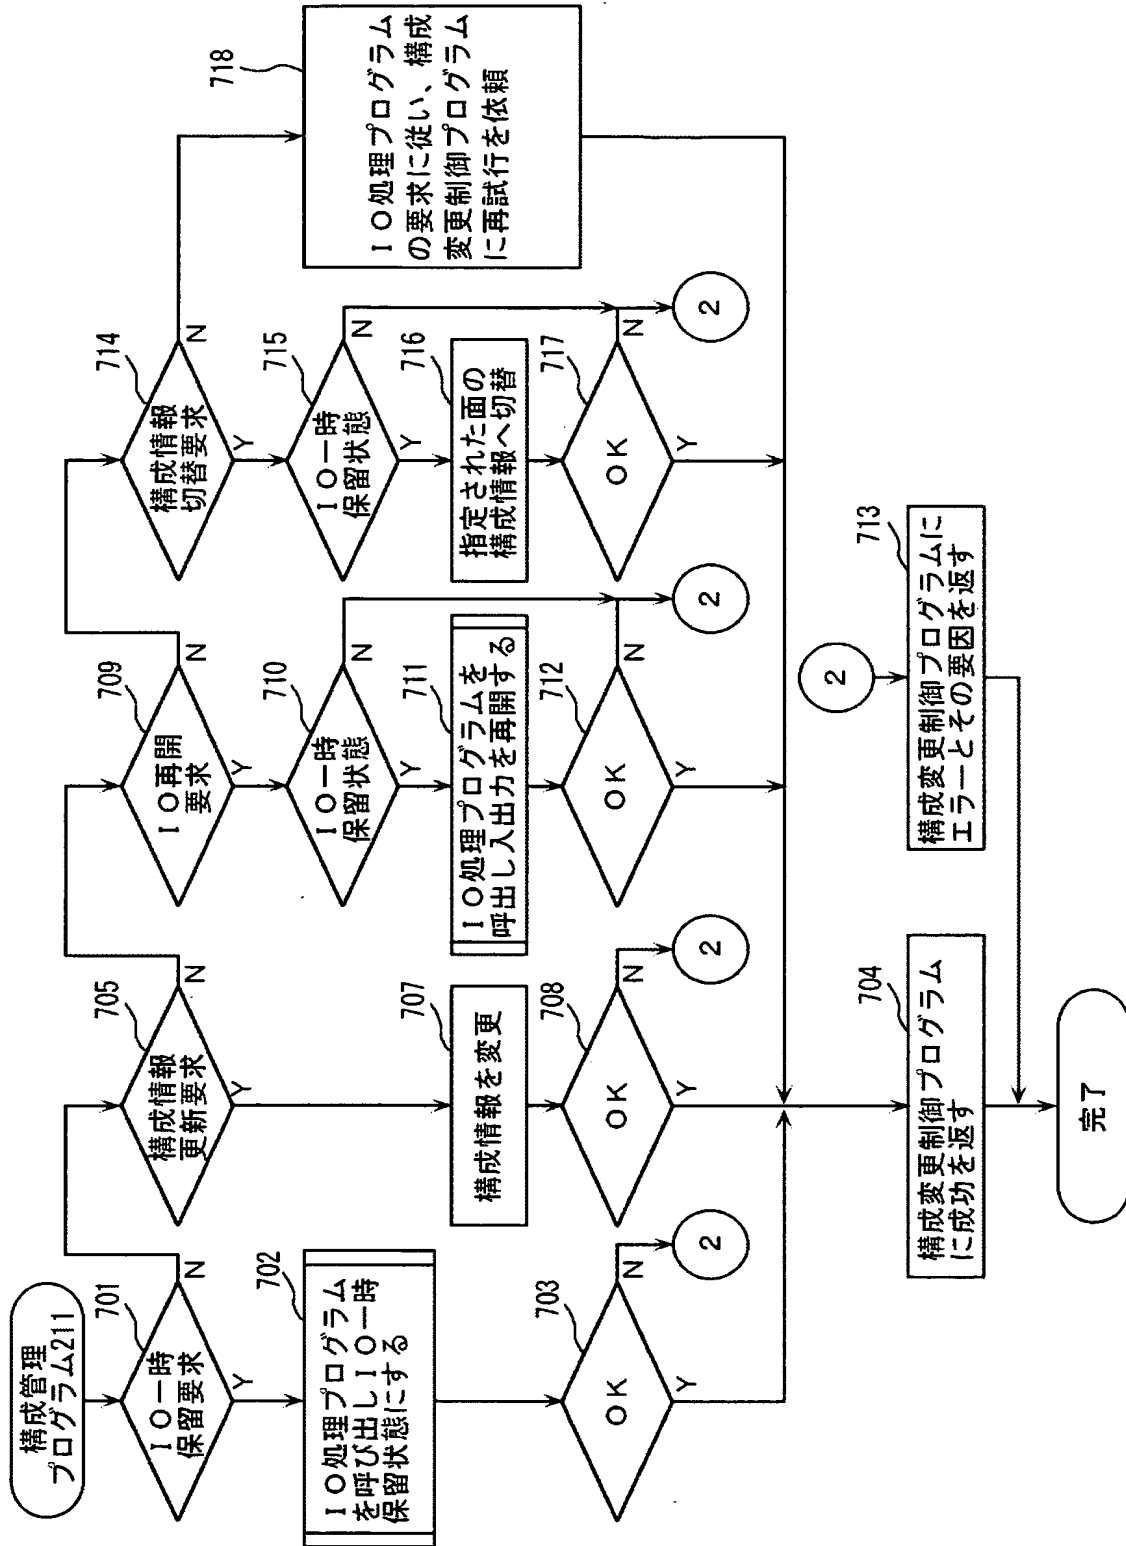 構成管理
プログラム211
701
IO一時
保留要求
Y
N
702
IO処理プログラム
を呼び出しIO一時
保留状態にする
703
OK
Y
N
2
705
構成情報
更新要求
Y
N
707
構成情報を変更
708
OK
Y
N
2
709
IO再開
要求
Y
N
710
IO一時
保留状態
Y
N
711
IO処理プログラムを
呼出し入出力を再開する
712
OK
Y
N
2
714
構成情報
切替要求
Y
N
715
IO一時
保留状態
Y
N
716
指定された面の
構成情報へ切替
717
OK
Y
N
2
718
IO処理プログラム
の要求に従い、構成
変更制御プログラム
に再試行を依頼
704
構成変更制御プログラム
に成功を返す
2
713
構成変更制御プログラムに
エラーとその要因を返す
完了